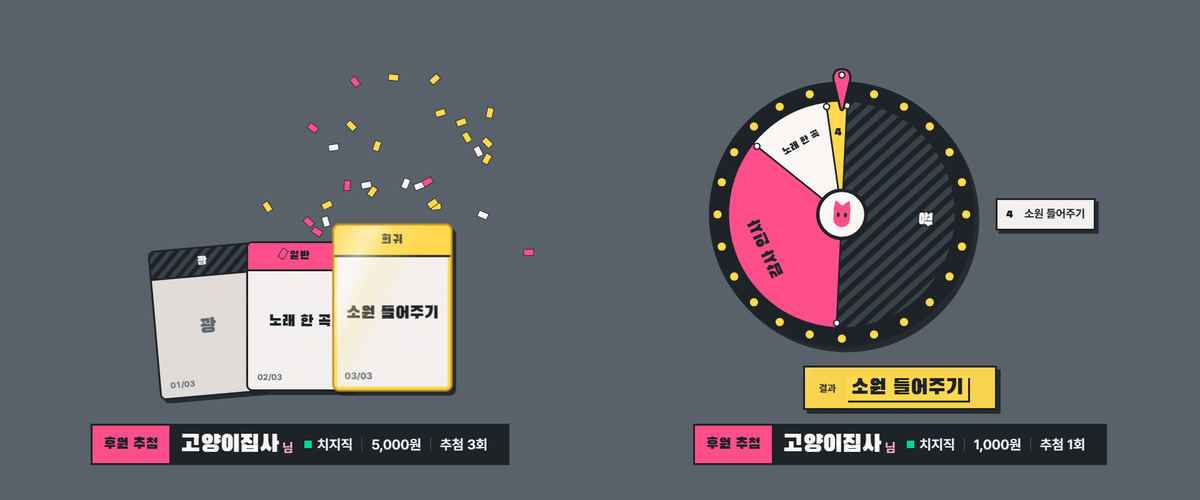 광
광
01/03
일반
노래 한 곡
02/03
희귀
소원 들어주기
03/03
후원 추첨 고양이집사 님 치지직 5,000원 추첨 3회
노래 한 곡
4
광
4 소원 들어주기
결과 소원 들어주기
후원 추첨 고양이집사 님 치지직 1,000원 추첨 1회